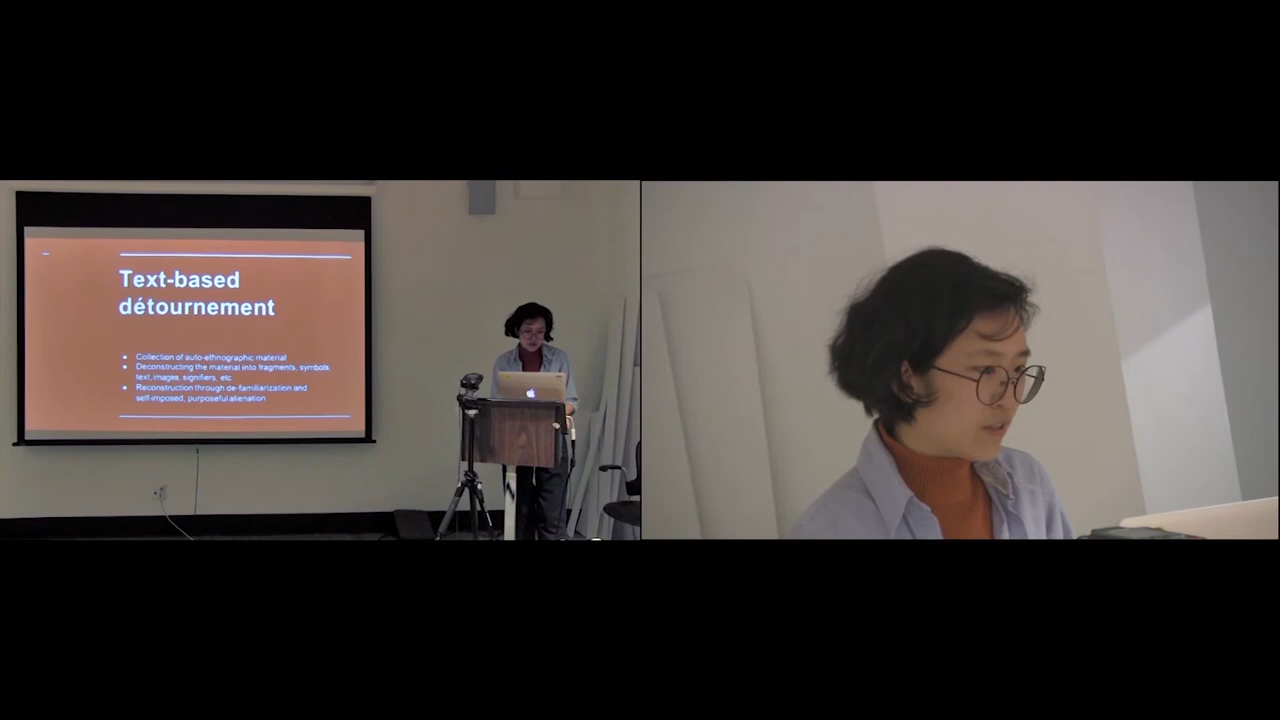 Text-based
détournement
● Collection of auto-ethnographic material
● Deconstructing the material into fragments, symbols,
text, images, signifiers, etc.
● Reconstruction through de-familiarization and
self-imposed, purposeful alienation